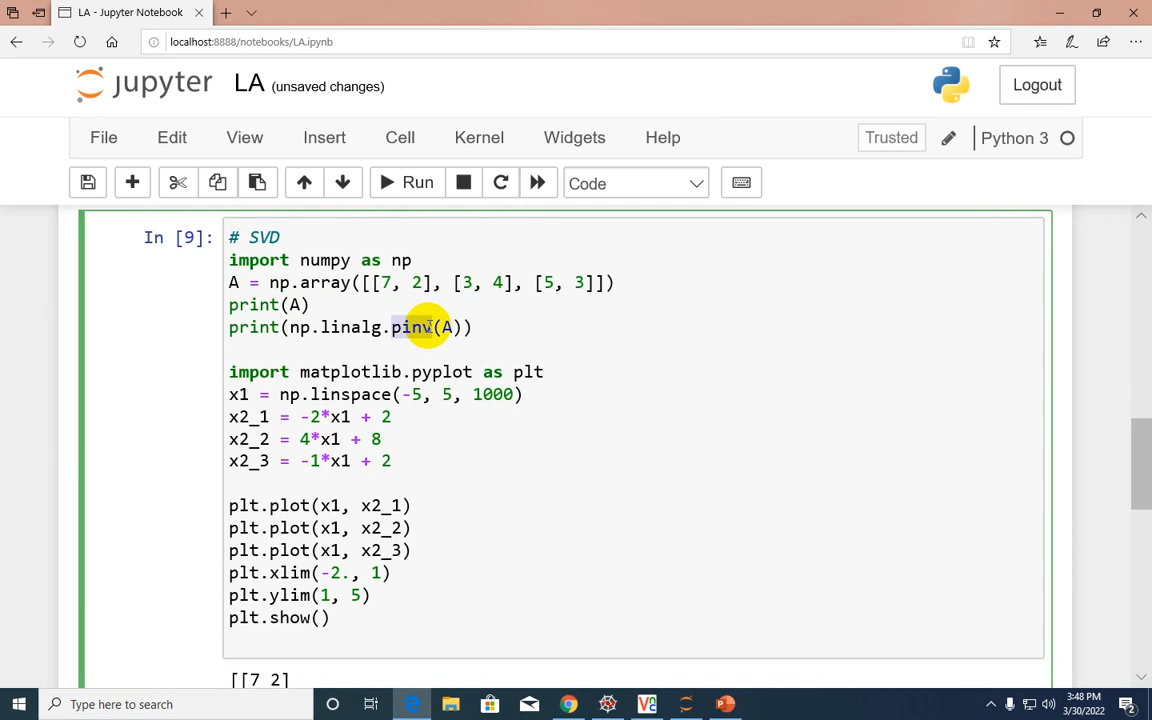 LA - Jupyter Notebook
localhost:8888/notebooks/LA.ipynb
jupyter LA (unsaved changes) Logout
File Edit View Insert Cell Kernel Widgets Help Trusted Python 3
Run Code
In [9]: # SVD
import numpy as np
A = np.array([[7, 2], [3, 4], [5, 3]])
print(A)
print(np.linalg.pinv(A))
import matplotlib.pyplot as plt
x1 = np.linspace(-5, 5, 1000)
x2_1 = -2*x1 + 2
x2_2 = 4*x1 + 8
x2_3 = -1*x1 + 2
plt.plot(x1, x2_1)
plt.plot(x1, x2_2)
plt.plot(x1, x2_3)
plt.xlim(-2., 1)
plt.ylim(1, 5)
plt.show()
[[7 2]
Type here to search
3:48 PM
3/30/2022
2